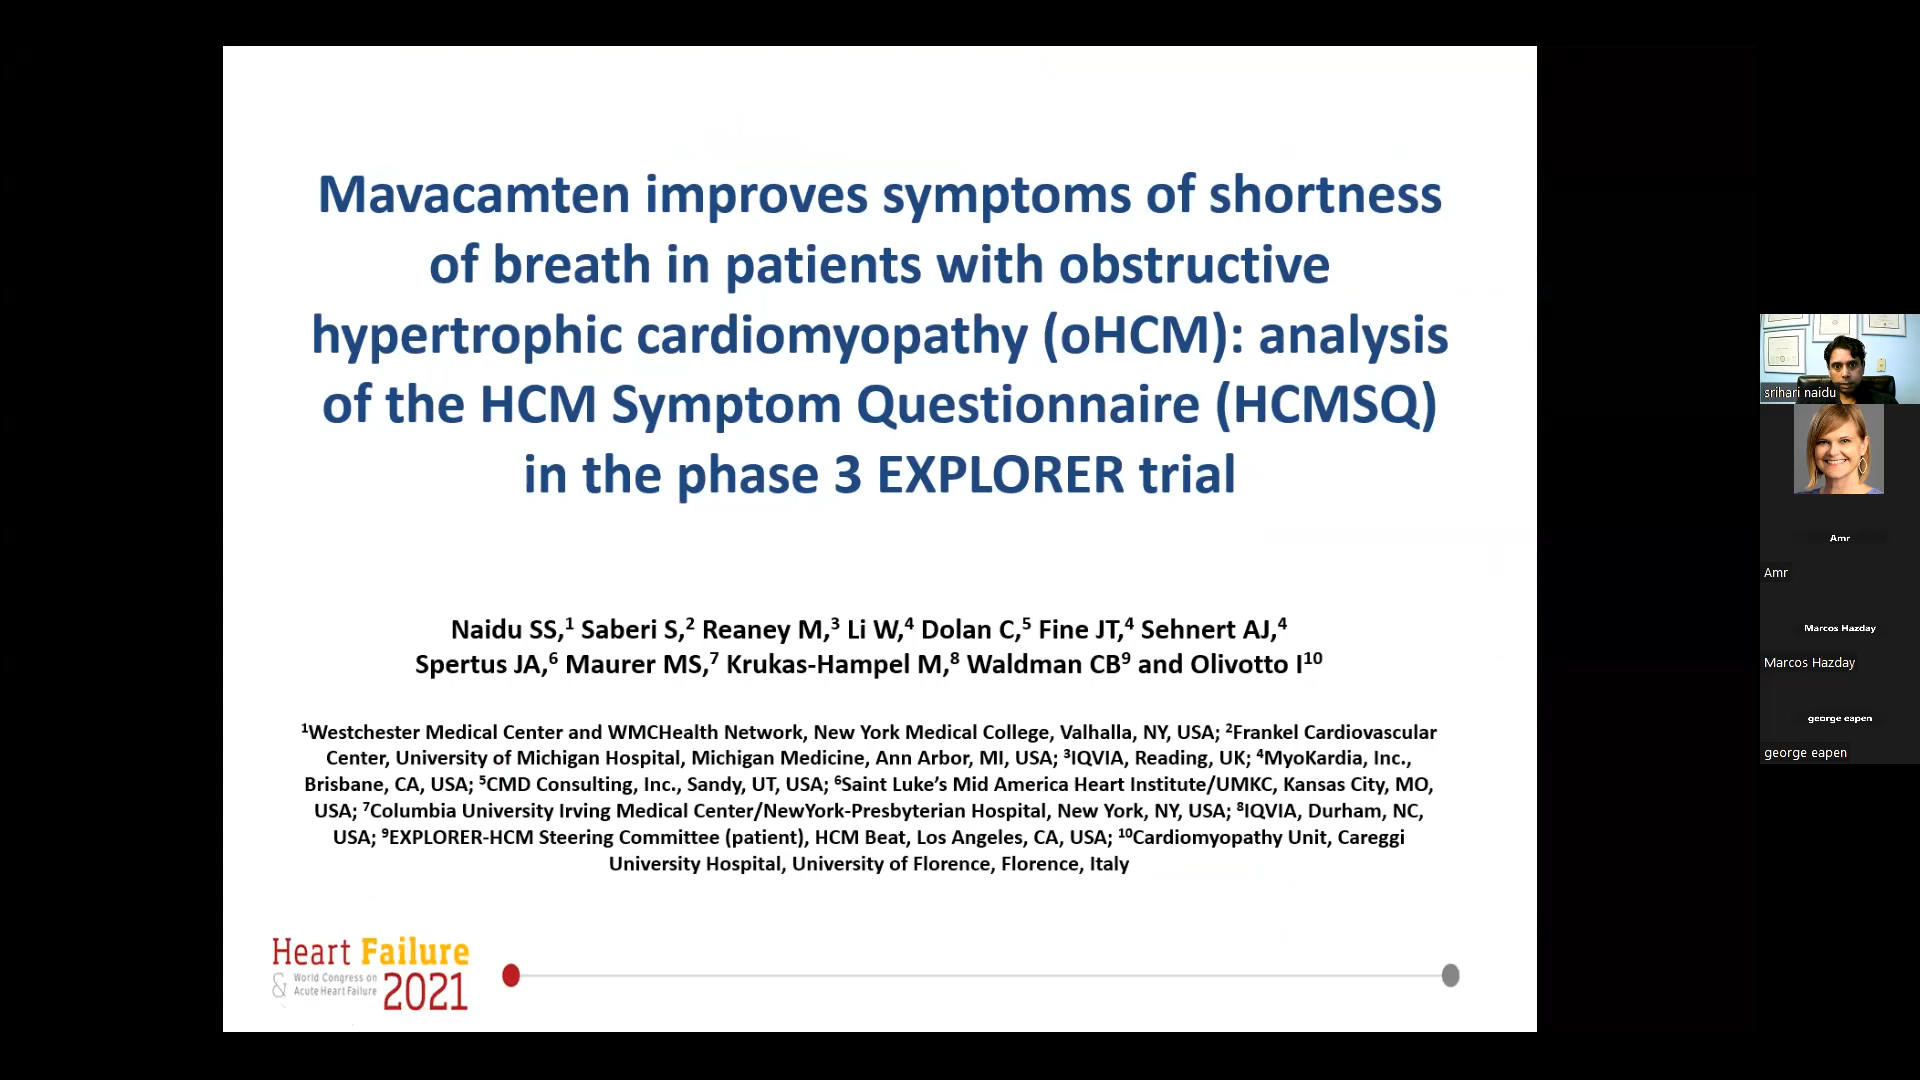 Mavacamten improves symptoms of shortness
of breath in patients with obstructive
hypertrophic cardiomyopathy (oHCM): analysis
of the HCM Symptom Questionnaire (HCMSQ)
in the phase 3 EXPLORER trial
Naidu SS,¹ Saberi S,² Reaney M,³ Li W,⁴ Dolan C,⁵ Fine JT,⁴ Sehnert AJ,⁴
Spertus JA,⁶ Maurer MS,⁷ Krukas-Hampel M,⁸ Waldman CB⁹ and Olivotto I¹⁰
¹Westchester Medical Center and WMCHealth Network, New York Medical College, Valhalla, NY, USA; ²Frankel Cardiovascular
Center, University of Michigan Hospital, Michigan Medicine, Ann Arbor, MI, USA; ³IQVIA, Reading, UK; ⁴MyoKardia, Inc.,
Brisbane, CA, USA; ⁵CMD Consulting, Inc., Sandy, UT, USA; ⁶Saint Luke’s Mid America Heart Institute/UMKC, Kansas City, MO,
USA; ⁷Columbia University Irving Medical Center/NewYork-Presbyterian Hospital, New York, NY, USA; ⁸IQVIA, Durham, NC,
USA; ⁹EXPLORER-HCM Steering Committee (patient), HCM Beat, Los Angeles, CA, USA; ¹⁰Cardiomyopathy Unit, Careggi
University Hospital, University of Florence, Florence, Italy
Heart Failure
& World Congress on
Acute Heart Failure 2021
srihari naidu
Amr
Amr
Marcos Hazday
Marcos Hazday
george eapen
george eapen